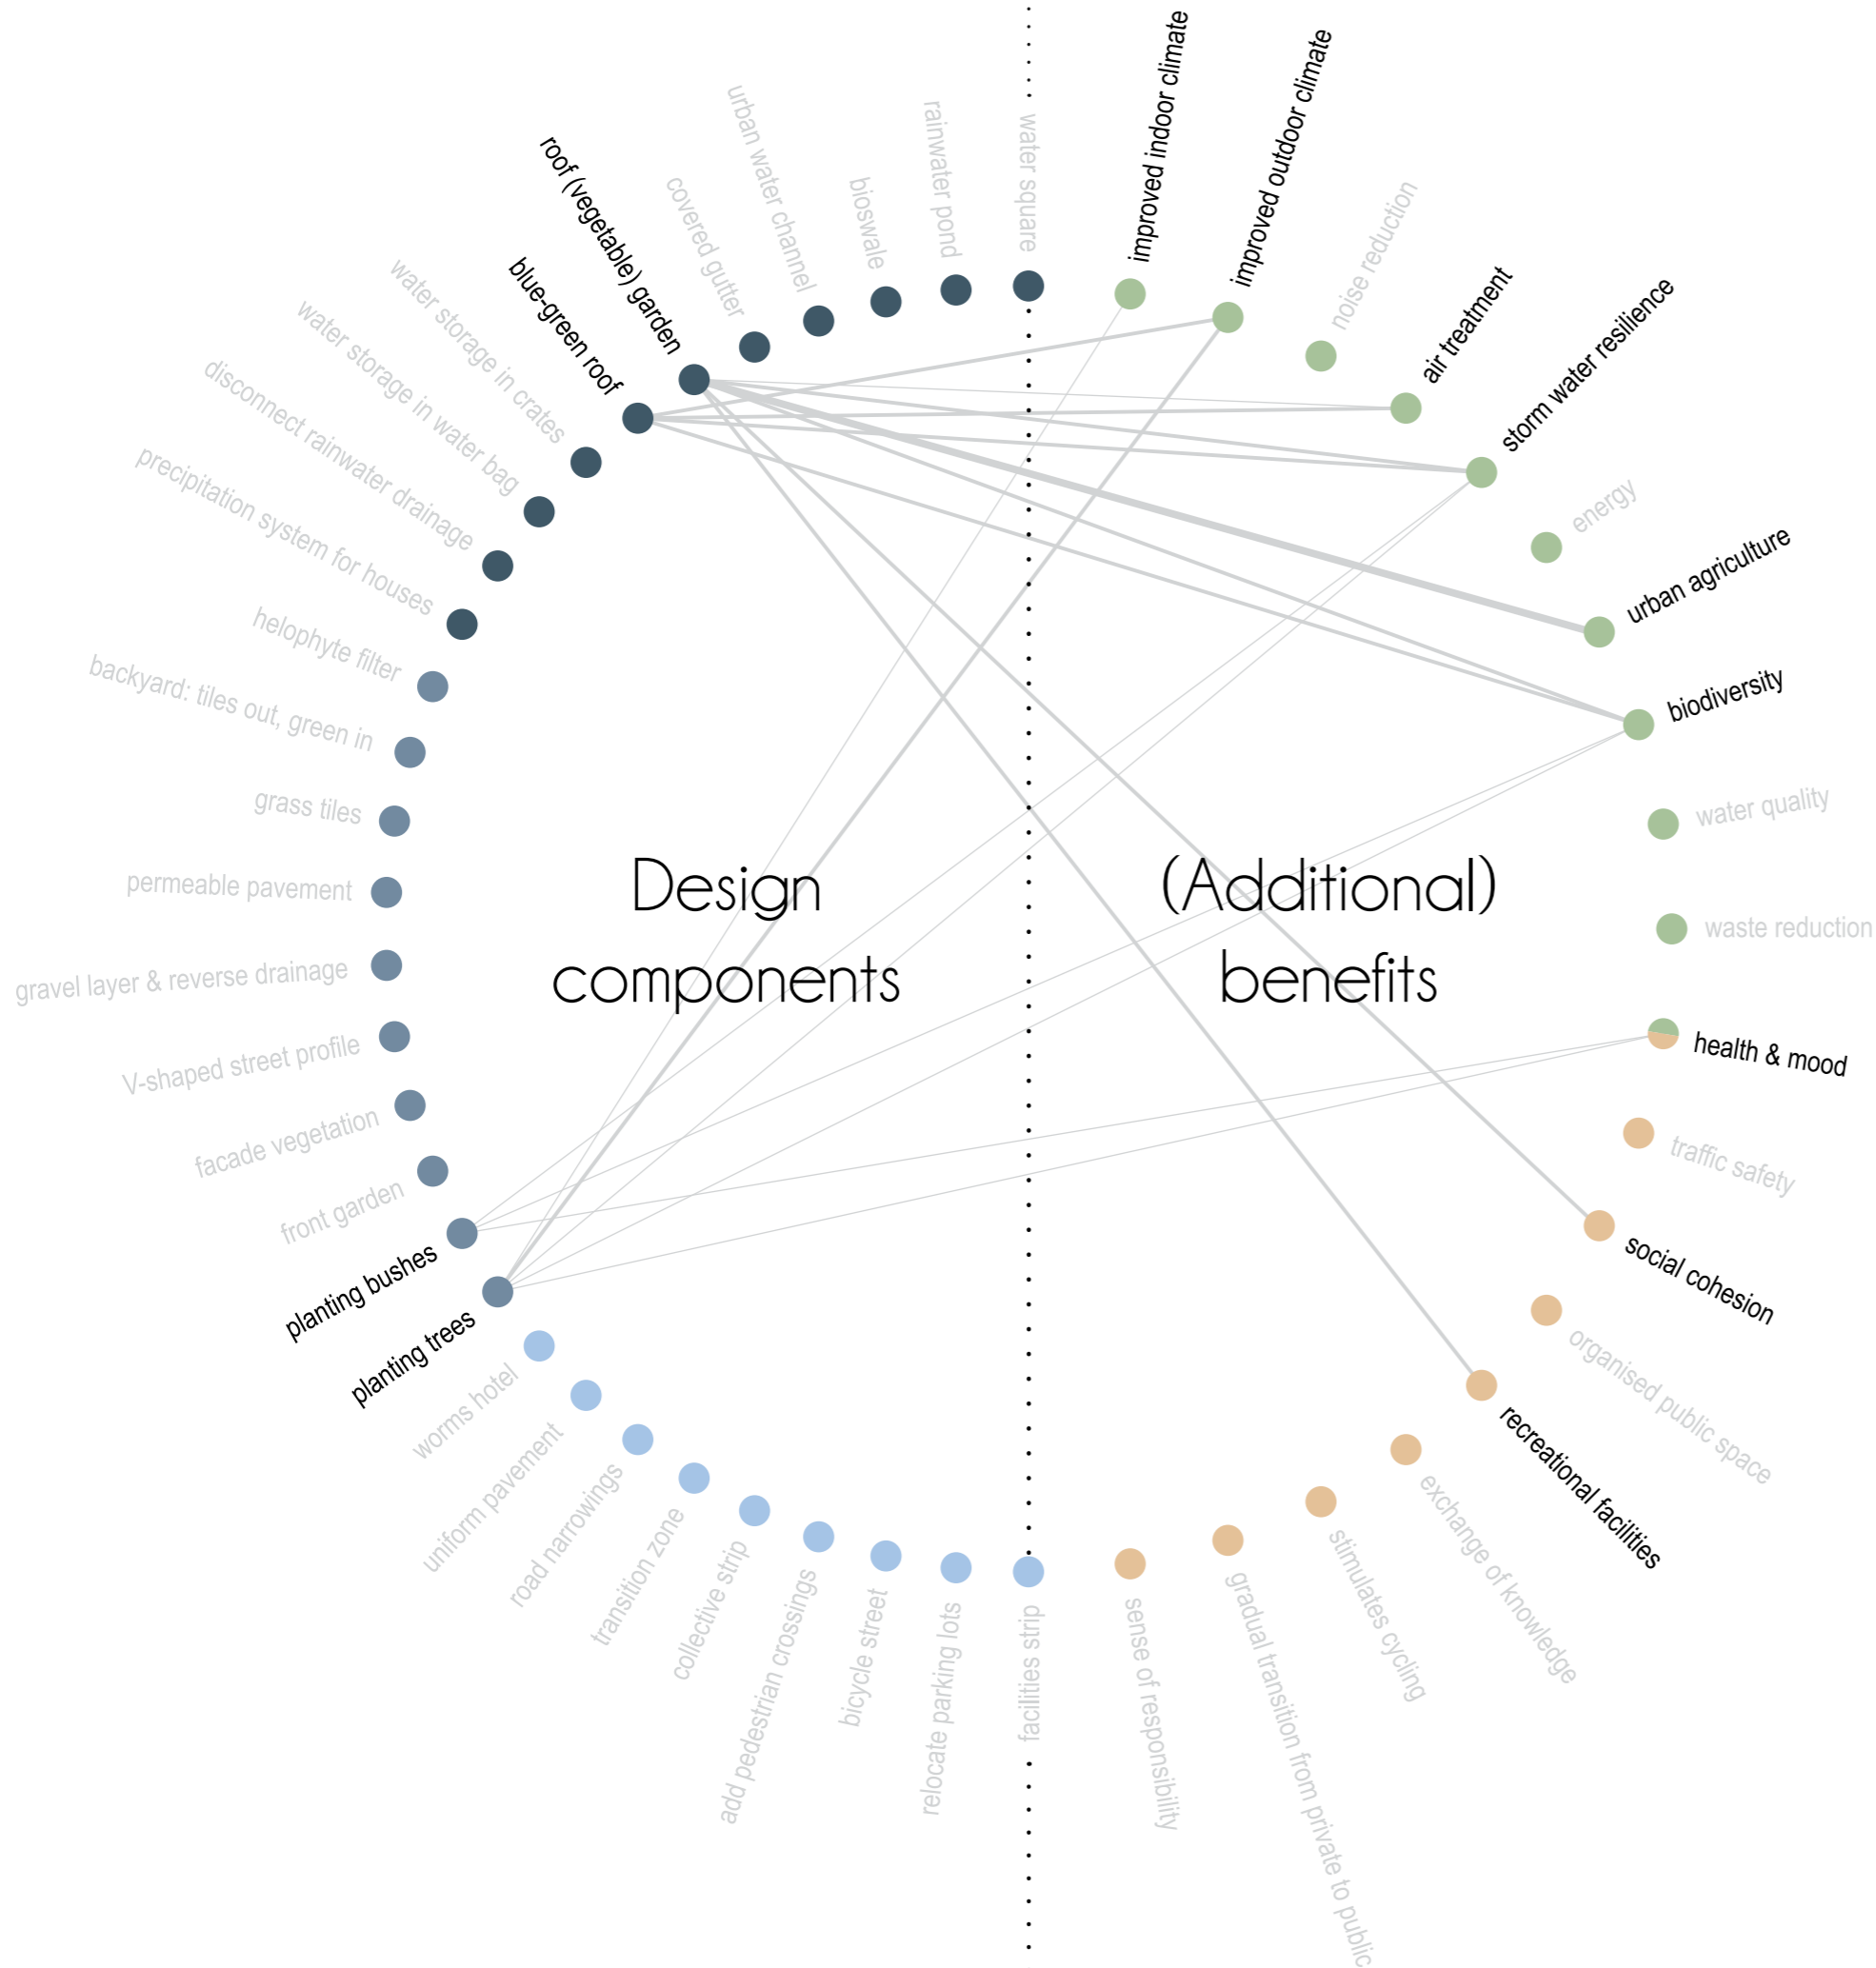 water square
rainwater pond
bioswale
urban water channel
covered gutter
roof (vegetable) garden
blue-green roof
water storage in crates
water storage in water bag
disconnect rainwater drainage
precipitation system for houses
helophyte filter
backyard: tiles out, green in
grass tiles
permeable pavement
gravel layer & reverse drainage
V-shaped street profile
facade vegetation
front garden
planting bushes
planting trees
worms hotel
uniform pavement
road narrowings
transition zone
collective strip
add pedestrian crossings
bicycle street
relocate parking lots
facilities strip
Design
components
(Additional)
benefits
improved indoor climate
improved outdoor climate
noise reduction
air treatment
storm water resilience
energy
urban agriculture
biodiversity
water quality
waste reduction
health & mood
traffic safety
social cohesion
organised public space
recreational facilities
exchange of knowledge
stimulates cycling
gradual transition from private to public
sense of responsibility